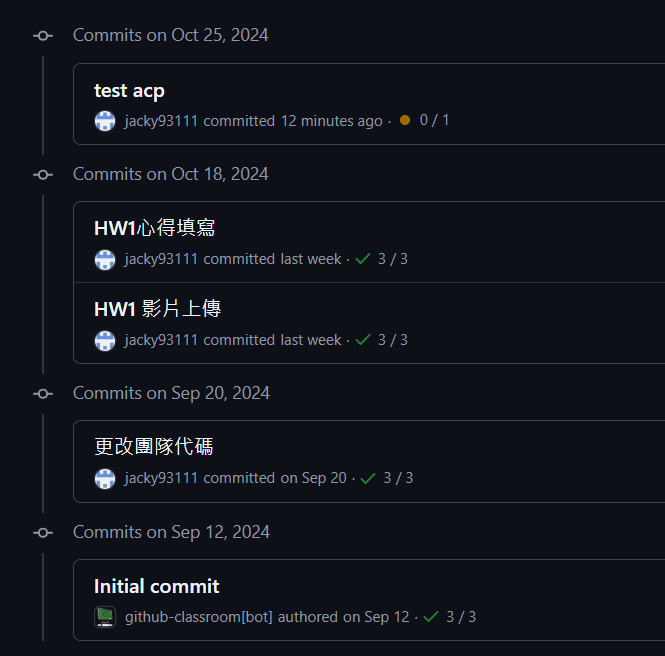 Commits on Oct 25, 2024
test acp
jacky93111 committed 12 minutes ago · 0 / 1
Commits on Oct 18, 2024
HW1心得填寫
jacky93111 committed last week · 3 / 3
HW1 影片上傳
jacky93111 committed last week · 3 / 3
Commits on Sep 20, 2024
更改團隊代碼
jacky93111 committed on Sep 20 · 3 / 3
Commits on Sep 12, 2024
Initial commit
github-classroom[bot] authored on Sep 12 · 3 / 3